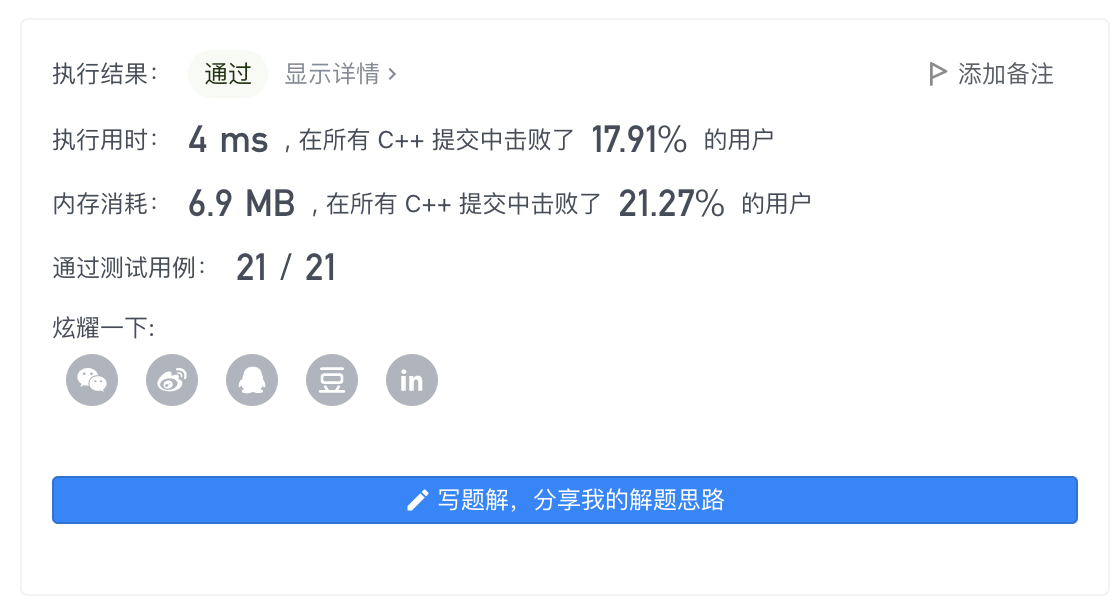 执行结果： 通过 显示详情 › 添加备注
执行用时： 4 ms , 在所有 C++ 提交中击败了 17.91% 的用户
内存消耗： 6.9 MB , 在所有 C++ 提交中击败了 21.27% 的用户
通过测试用例： 21 / 21
炫耀一下:
豆 in
写题解，分享我的解题思路